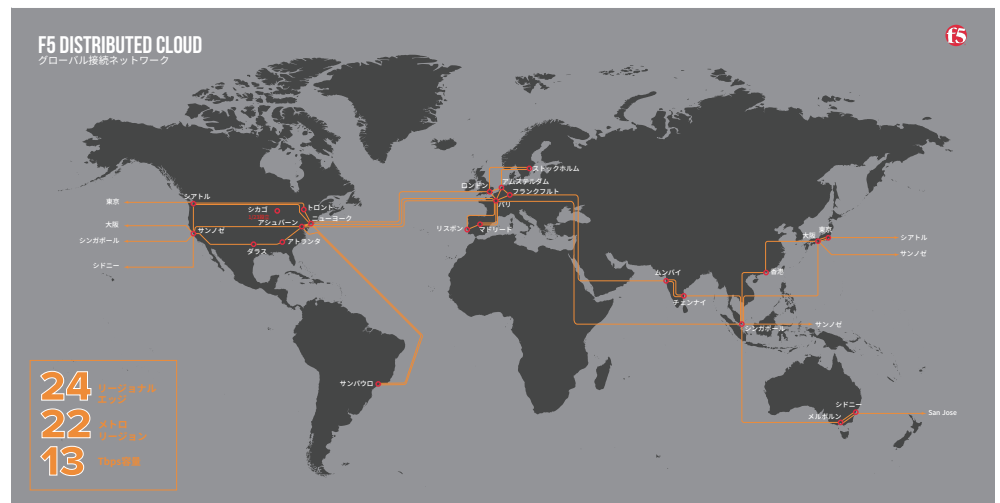 F5 DISTRIBUTED CLOUD
グローバル接続ネットワーク
f5
ストックホルム
アムステルダム
ロンドン
フランクフルト
パリ
リスボン
マドリード
シアトル
東京
シカゴ
トロント
ニューヨーク
アシュバーン
大阪
サンノゼ
シンガポール
アトランタ
ダラス
シドニー
東京
大阪
シアトル
サンノゼ
香港
ムンバイ
チェンナイ
シンガポール
サンノゼ
サンパウロ
シドニー
メルボルン
San Jose
24 リージョナル
エッジ
22 メトロ
リージョン
13 Tbps容量